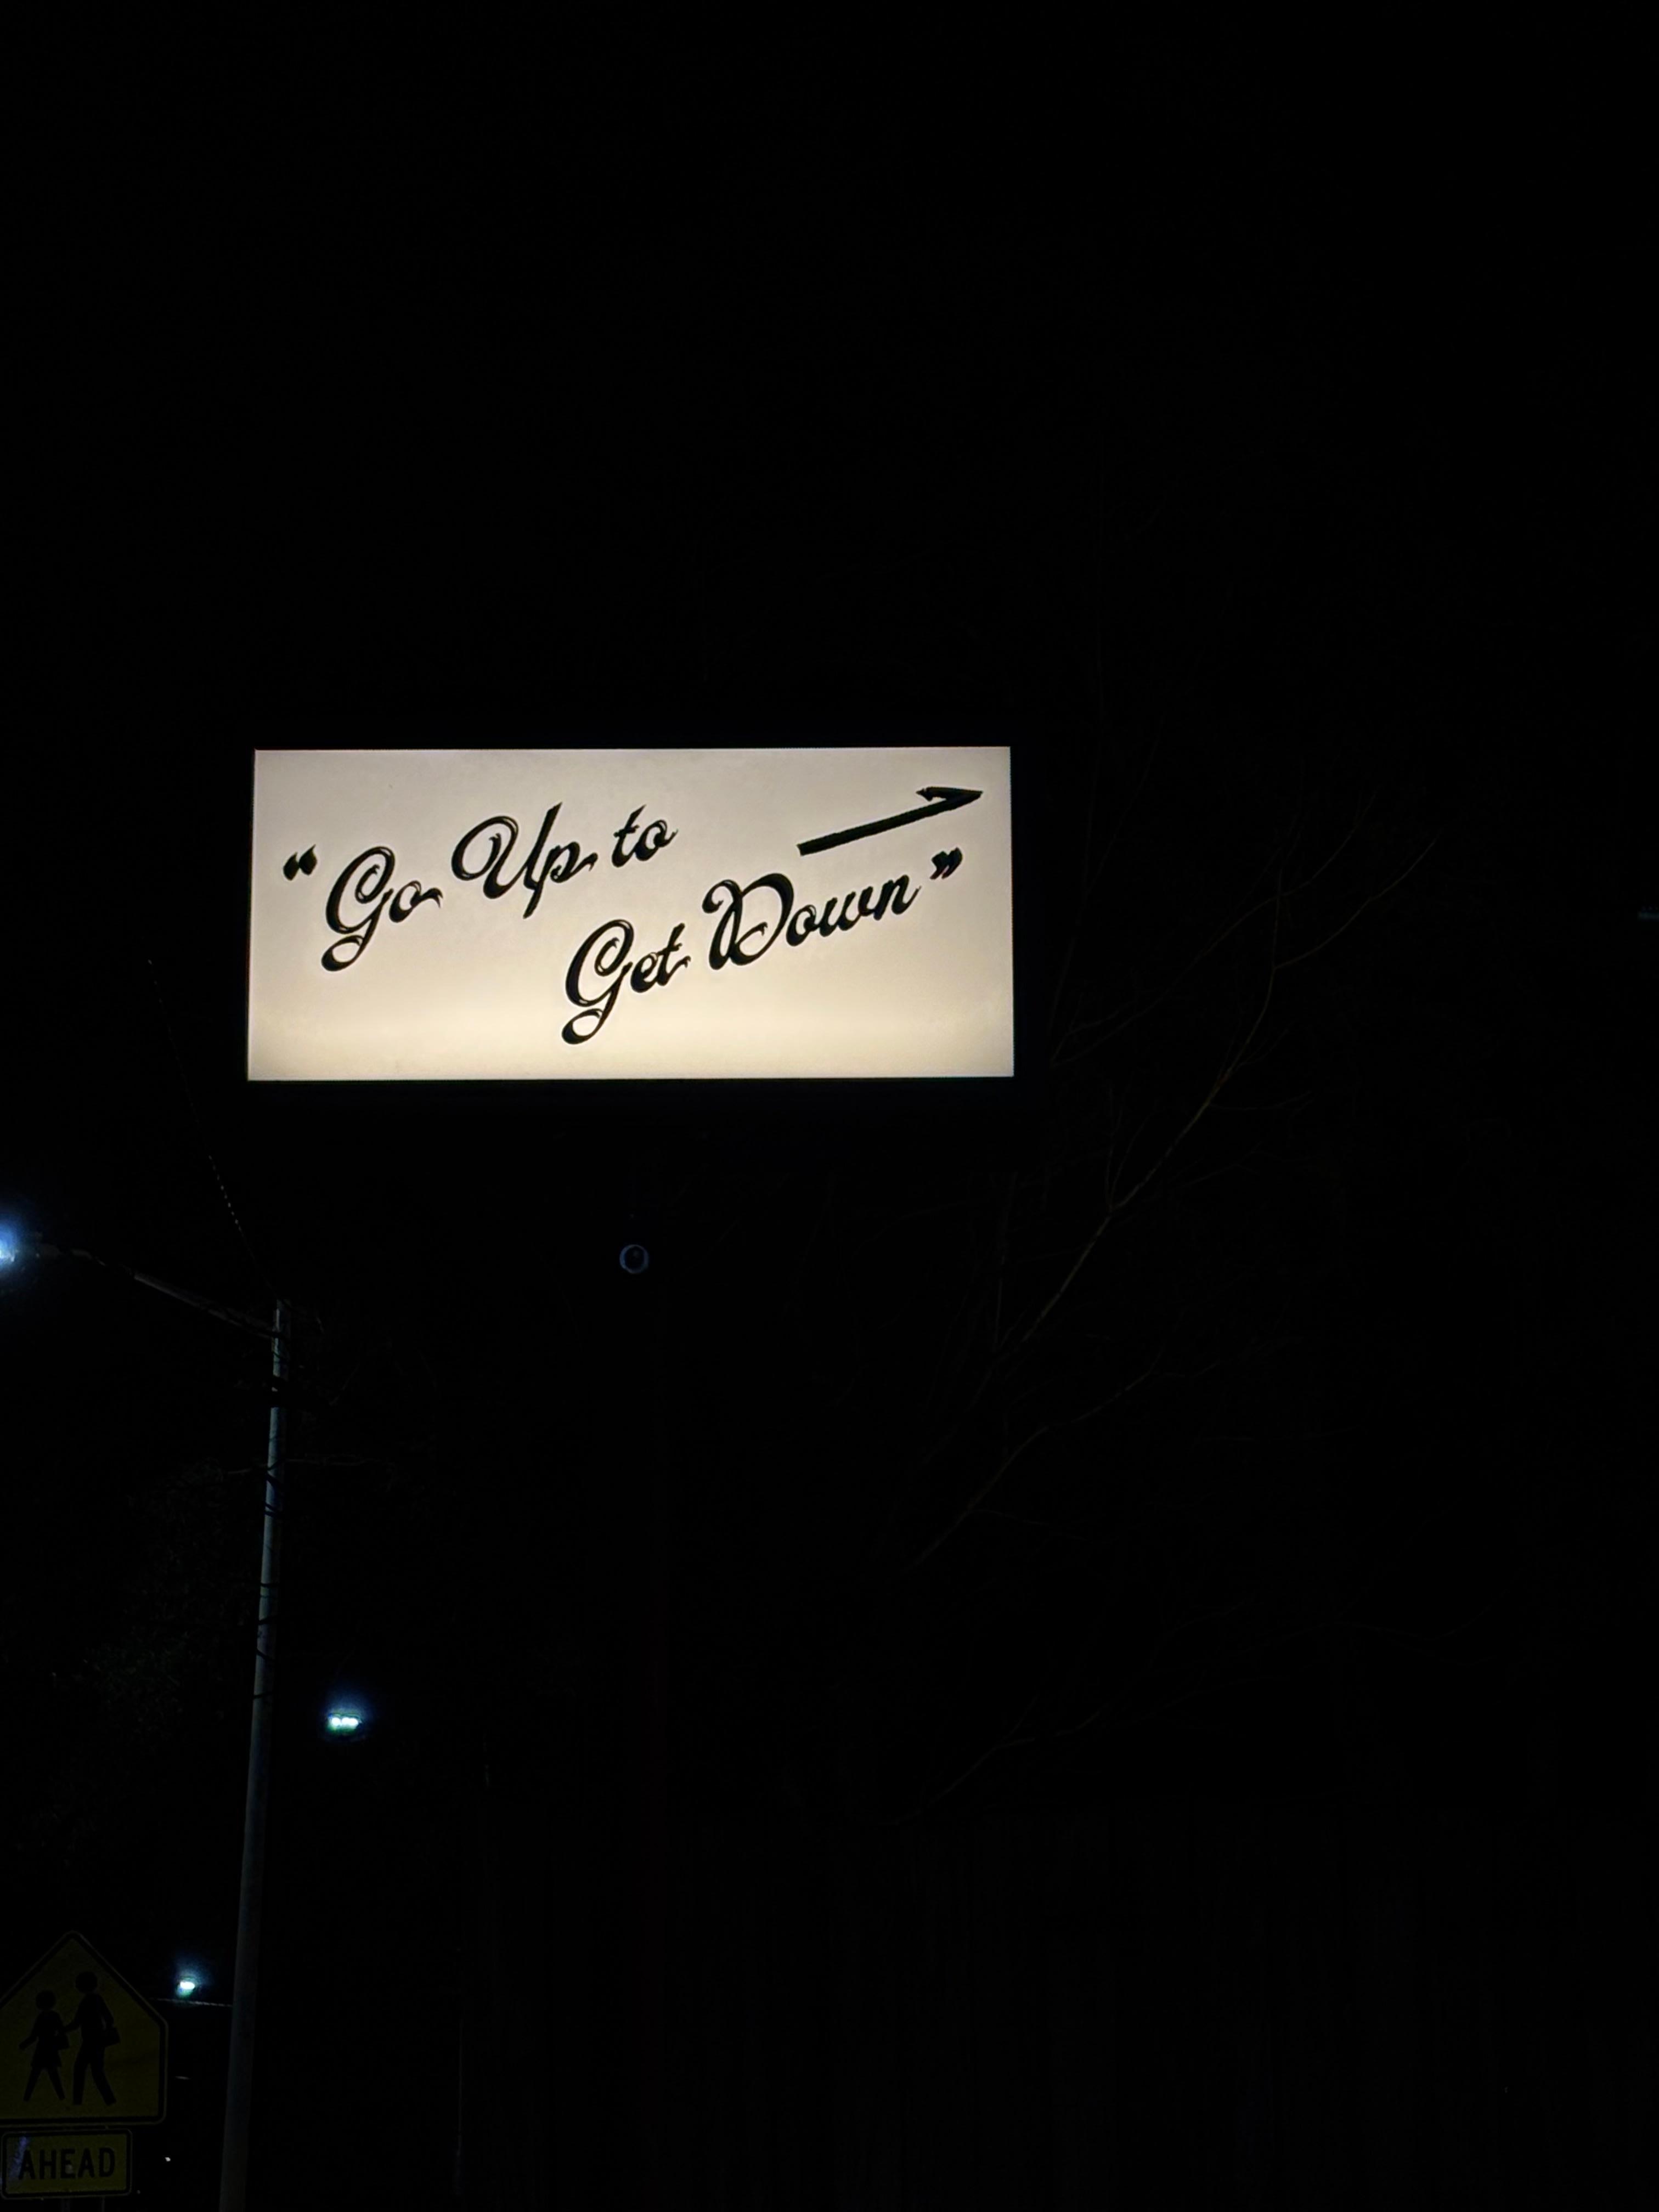 “Go Up to
Get Down”
AHEAD